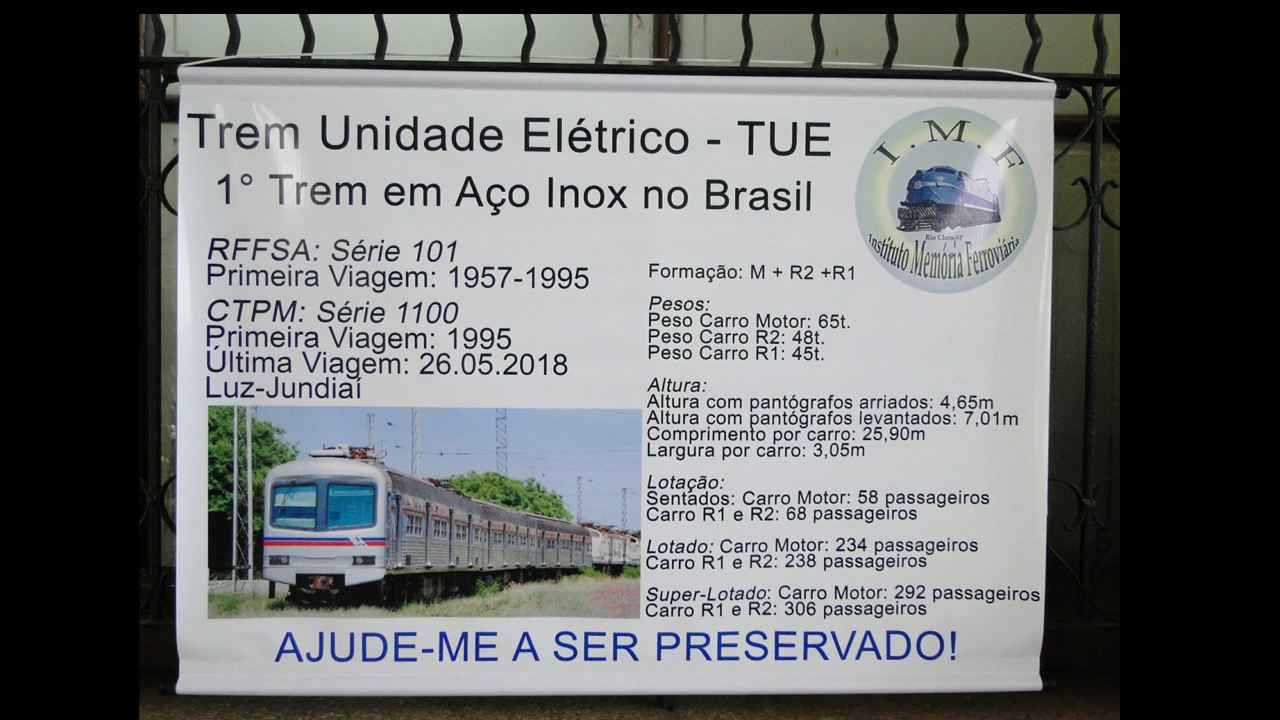 Trem Unidade Elétrico - TUE
1° Trem em Aço Inox no Brasil
I. M. F
Rio Claro-SP
Instituto Memória Ferroviária
RFFSA: Série 101
Primeira Viagem: 1957-1995
CTPM: Série 1100
Primeira Viagem: 1995
Última Viagem: 26.05.2018
Luz-Jundiaí
Formação: M + R2 +R1
Pesos:
Peso Carro Motor: 65t.
Peso Carro R2: 48t.
Peso Carro R1: 45t.
Altura:
Altura com pantógrafos arriados: 4,65m
Altura com pantógrafos levantados: 7,01m
Comprimento por carro: 25,90m
Largura por carro: 3,05m
Lotação:
Sentados: Carro Motor: 58 passageiros
Carro R1 e R2: 68 passageiros
Lotado: Carro Motor: 234 passageiros
Carro R1 e R2: 238 passageiros
Super-Lotado: Carro Motor: 292 passageiros
Carro R1 e R2: 306 passageiros
AJUDE-ME A SER PRESERVADO!